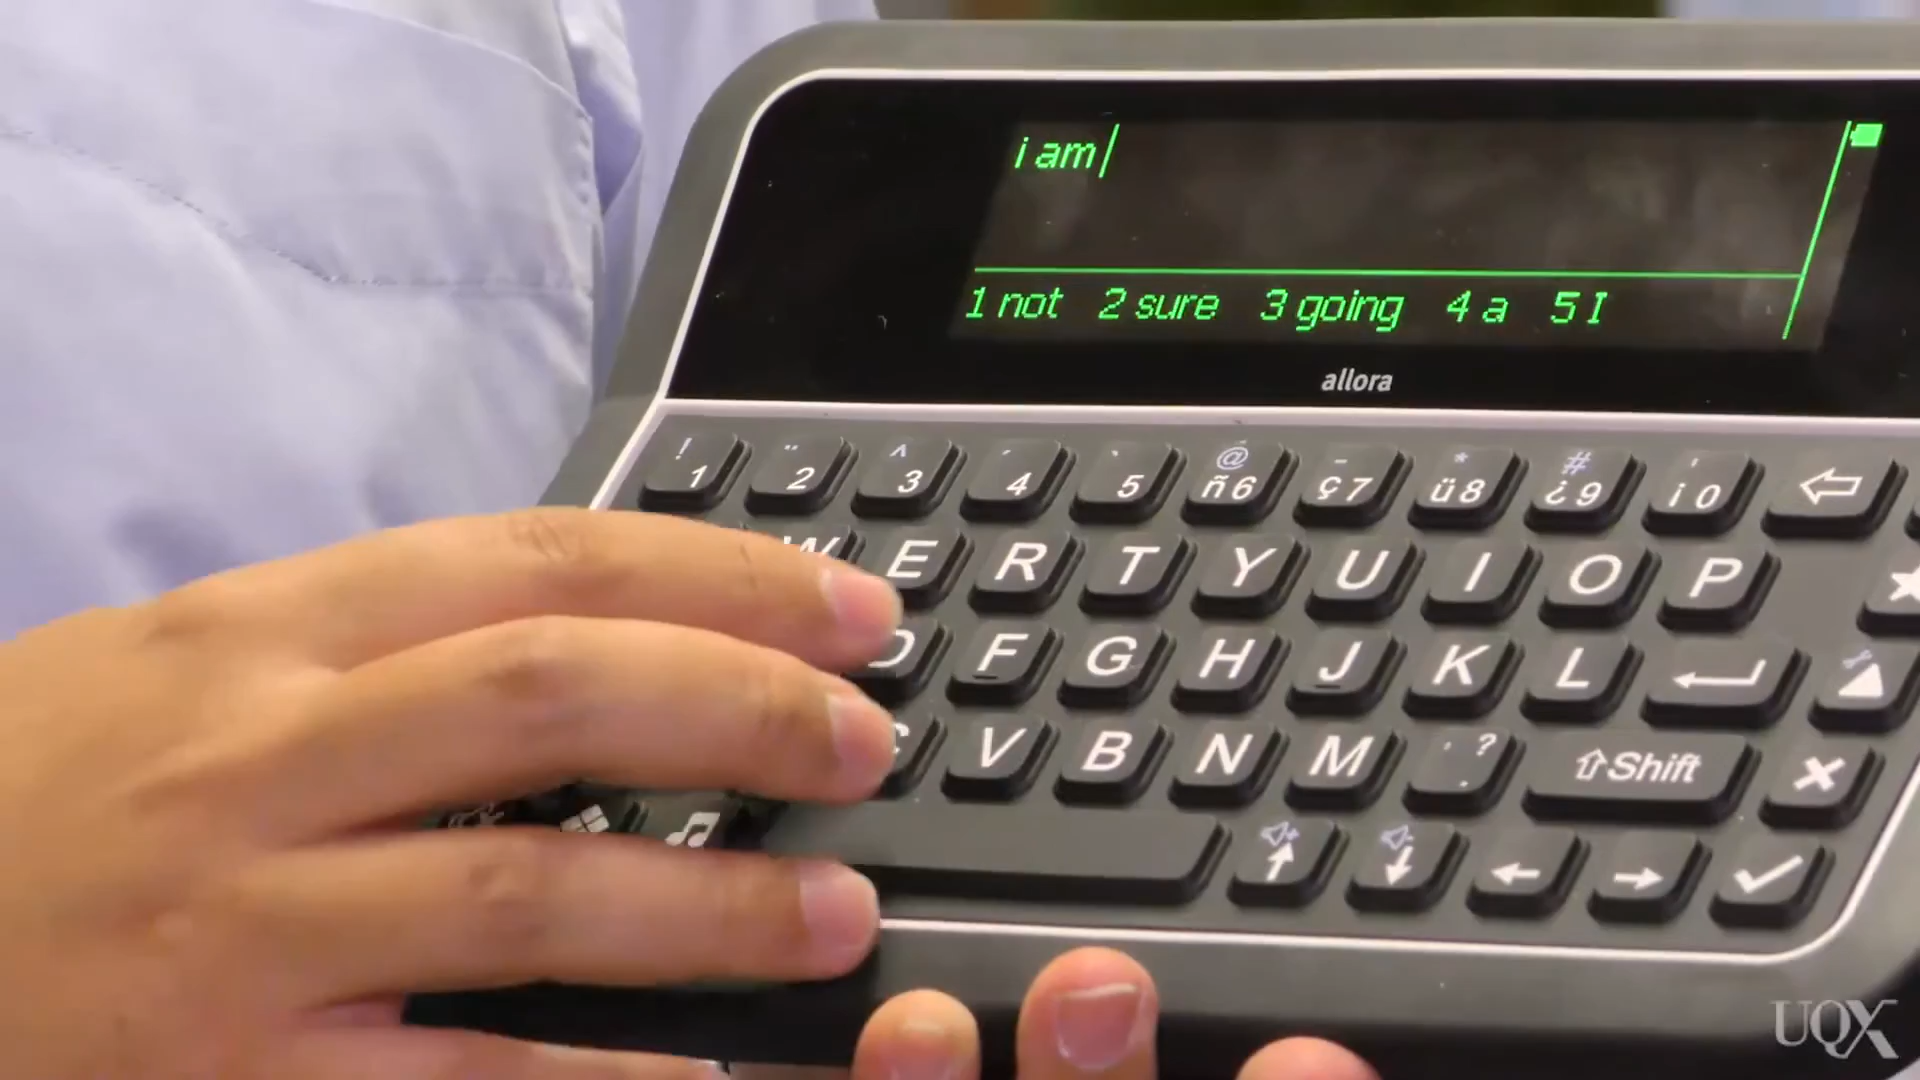 i am
1 not 2 sure 3 going 4 a 5 I
allora
! 1 ¨ 2 ^ 3 ´ 4 ` 5 @ ñ6 - ç7 * ü8 # ¿9 ' ¡0
W E R T Y U I O P
D F G H J K L
C V B N M , ? . Shift
UQX